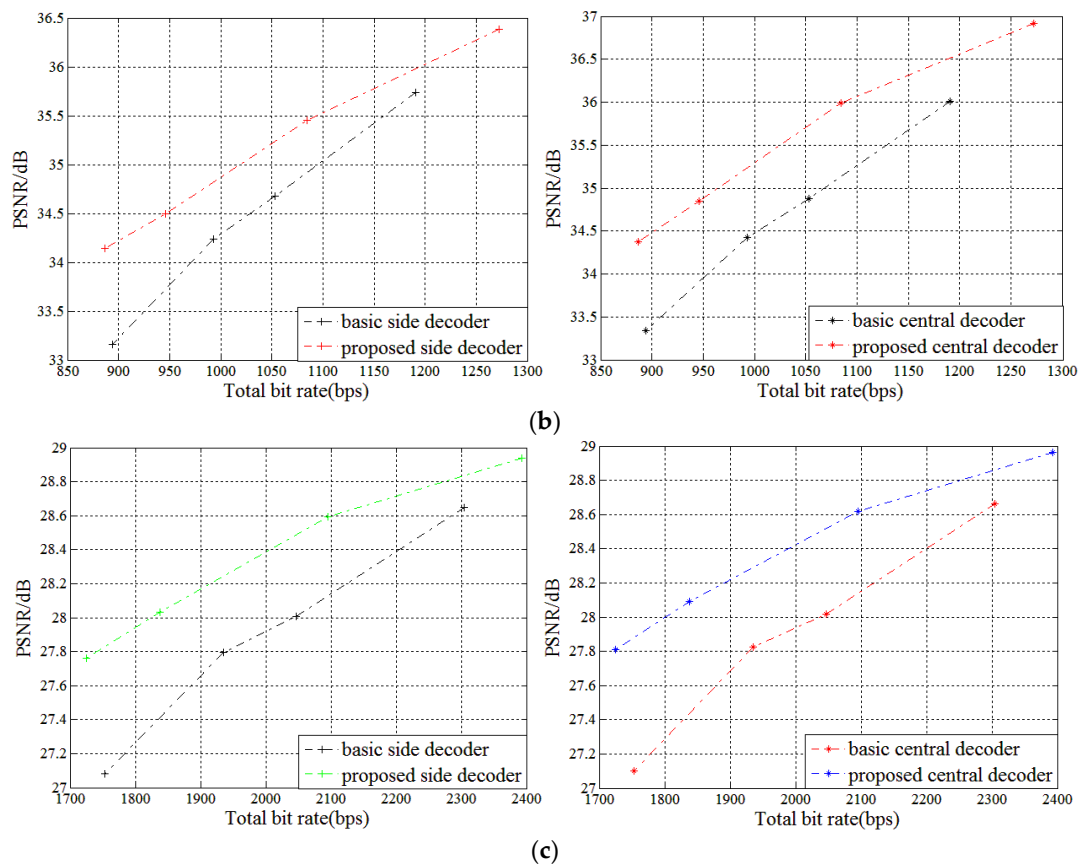 36.5
36
35.5
35
34.5
34
33.5
33
PSNR/dB
850 900 950 1000 1050 1100 1150 1200 1250 1300
Total bit rate(bps)
basic side decoder
proposed side decoder
37
36.5
36
35.5
35
34.5
34
33.5
33
PSNR/dB
850 900 950 1000 1050 1100 1150 1200 1250 1300
Total bit rate(bps)
basic central decoder
proposed central decoder
(b)
29
28.8
28.6
28.4
28.2
28
27.8
27.6
27.4
27.2
27
PSNR/dB
1700 1800 1900 2000 2100 2200 2300 2400
Total bit rate(bps)
basic side decoder
proposed side decoder
29
28.8
28.6
28.4
28.2
28
27.8
27.6
27.4
27.2
27
PSNR/dB
1700 1800 1900 2000 2100 2200 2300 2400
Total bit rate(bps)
basic central decoder
proposed central decoder
(c)